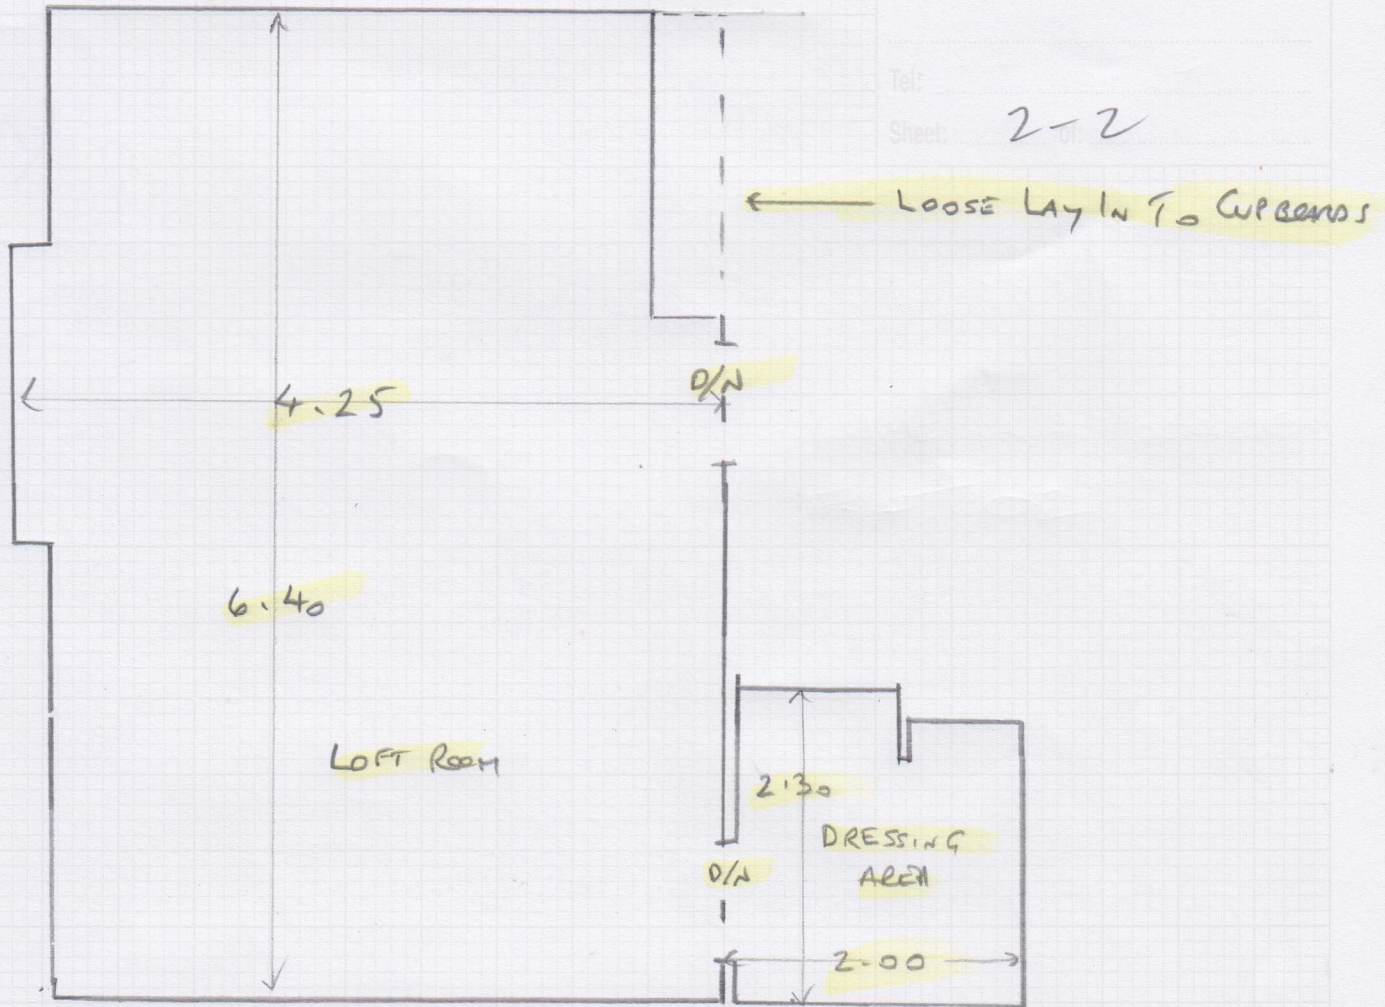 Tel:
Sheet: 2-2 of:
LOOSE LAY IN TO CUPBOARDS
D/N
4.25
6.40
LOFT ROOM
2.30
DRESSING
AREA
D/N
2.00